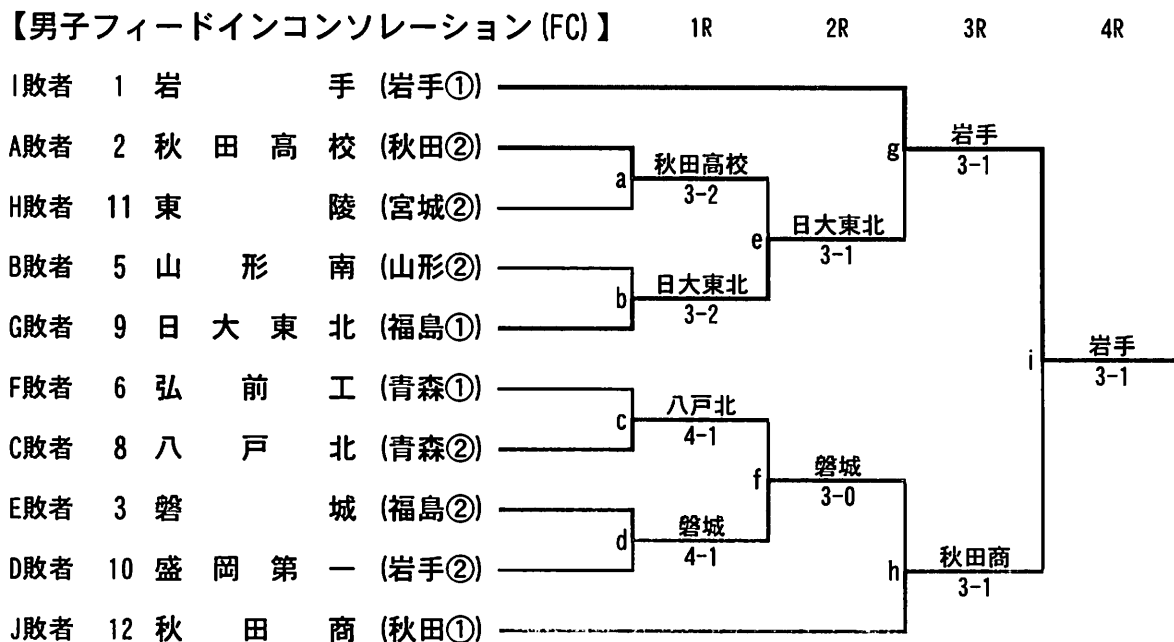 【男子フィードインコンソレーション(FC)】 1R 2R 3R 4R
I敗者 1 岩手 (岩手①)
A敗者 2 秋田高校 (秋田②)
g 岩手
3-1
a 秋田高校
3-2
H敗者 11 東陵 (宮城②)
e 日大東北
3-1
B敗者 5 山形南 (山形②)
b 日大東北
3-2
G敗者 9 日大東北 (福島①)
i 岩手
3-1
F敗者 6 弘前工 (青森①)
c 八戸北
4-1
C敗者 8 八戸北 (青森②)
f 磐城
3-0
E敗者 3 磐城 (福島②)
d 磐城
4-1
D敗者 10 盛岡第一 (岩手②)
h 秋田商
3-1
J敗者 12 秋田商 (秋田①)